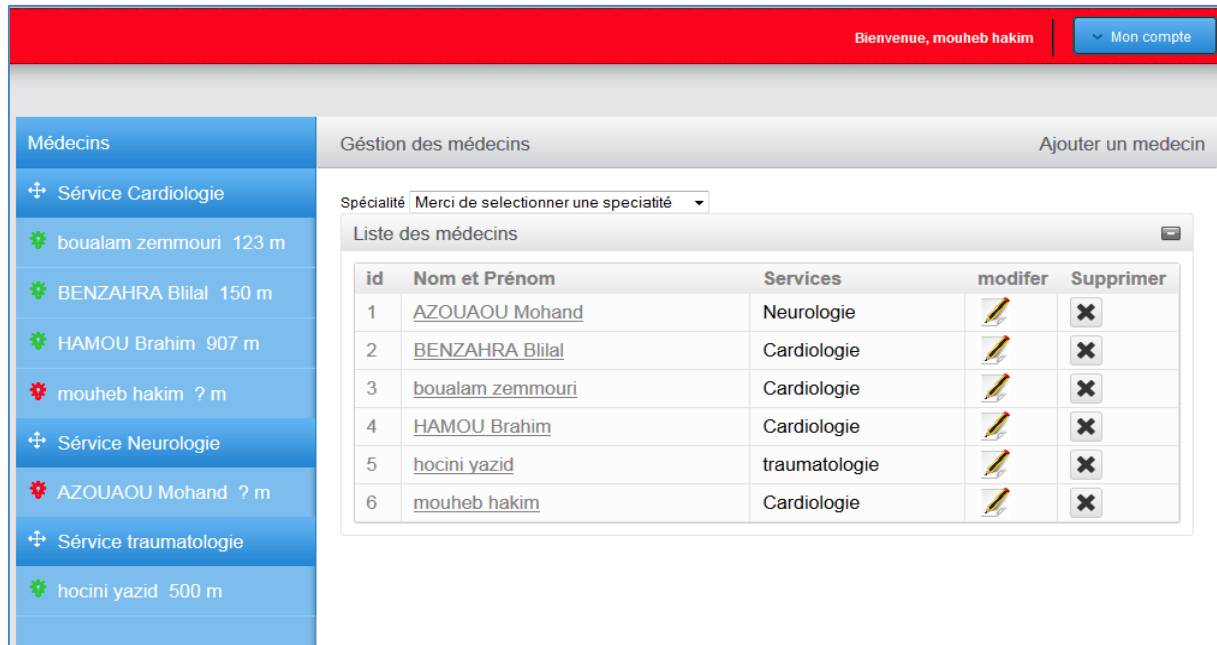 Bienvenue, mouheb hakim
Mon compte
Médecins
Sérvice Cardiologie
boualam zemmouri 123 m
BENZAHRA Blilal 150 m
HAMOU Brahim 907 m
mouheb hakim ? m
Sérvice Neurologie
AZOUAOU Mohand ? m
Sérvice traumatologie
hocini yazid 500 m
Géstion des médecins
Ajouter un medecin
Spécialité Merci de selectionner une speciatité
Liste des médecins
id Nom et Prénom Services modifer Supprimer
1 AZOUAOU Mohand Neurologie
2 BENZAHRA Blilal Cardiologie
3 boualam zemmouri Cardiologie
4 HAMOU Brahim Cardiologie
5 hocini yazid traumatologie
6 mouheb hakim Cardiologie